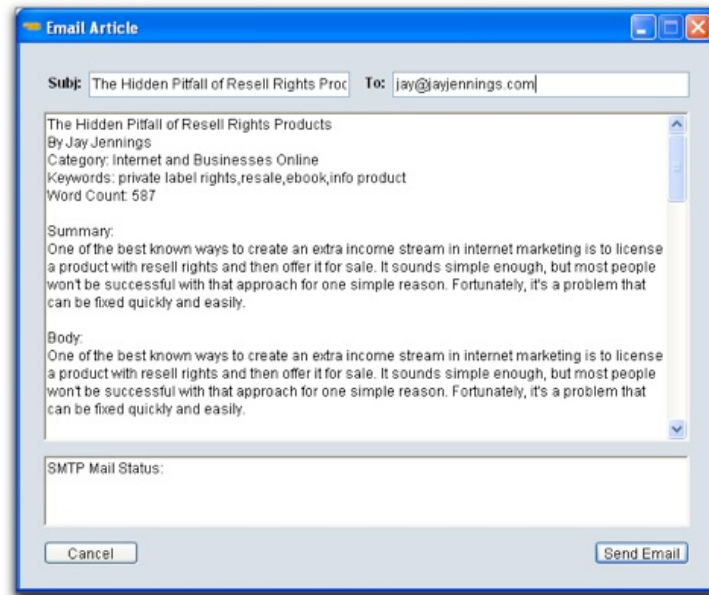 Email Article
Subj: The Hidden Pitfall of Resell Rights Proc To: jay@jayjennings.com
The Hidden Pitfall of Resell Rights Products
By Jay Jennings
Category: Internet and Businesses Online
Keywords: private label rights,resale,ebook,info product
Word Count: 587
Summary:
One of the best known ways to create an extra income stream in internet marketing is to license
a product with resell rights and then offer it for sale. It sounds simple enough, but most people
won't be successful with that approach for one simple reason. Fortunately, it's a problem that
can be fixed quickly and easily.
Body:
One of the best known ways to create an extra income stream in internet marketing is to license
a product with resell rights and then offer it for sale. It sounds simple enough, but most people
won't be successful with that approach for one simple reason. Fortunately, it's a problem that
can be fixed quickly and easily.
SMTP Mail Status:
Cancel Send Email